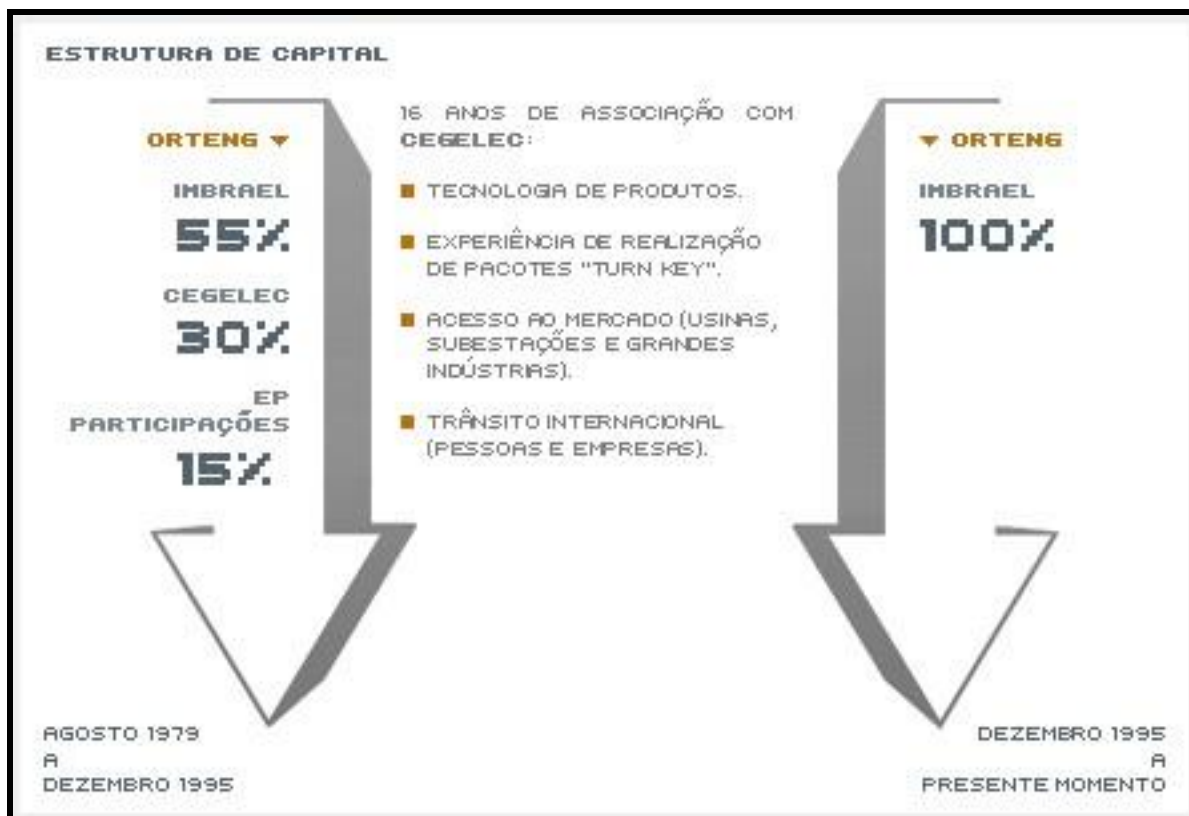 ESTRUTURA DE CAPITAL
ORTENG
IMBRAEL
55%
CEGELEC
30%
EP
PARTICIPAÇÕES
15%
AGOSTO 1979
A
DEZEMBRO 1995
16 ANOS DE ASSOCIAÇÃO COM
CEGELEC:
TECNOLOGIA DE PRODUTOS.
EXPERIÊNCIA DE REALIZAÇÃO
DE PACOTES "TURN KEY".
ACESSO AO MERCADO (USINAS,
SUBESTAÇÕES E GRANDES
INDÚSTRIAS).
TRÂNSITO INTERNACIONAL
(PESSOAS E EMPRESAS).
ORTENG
IMBRAEL
100%
DEZEMBRO 1995
A
PRESENTE MOMENTO